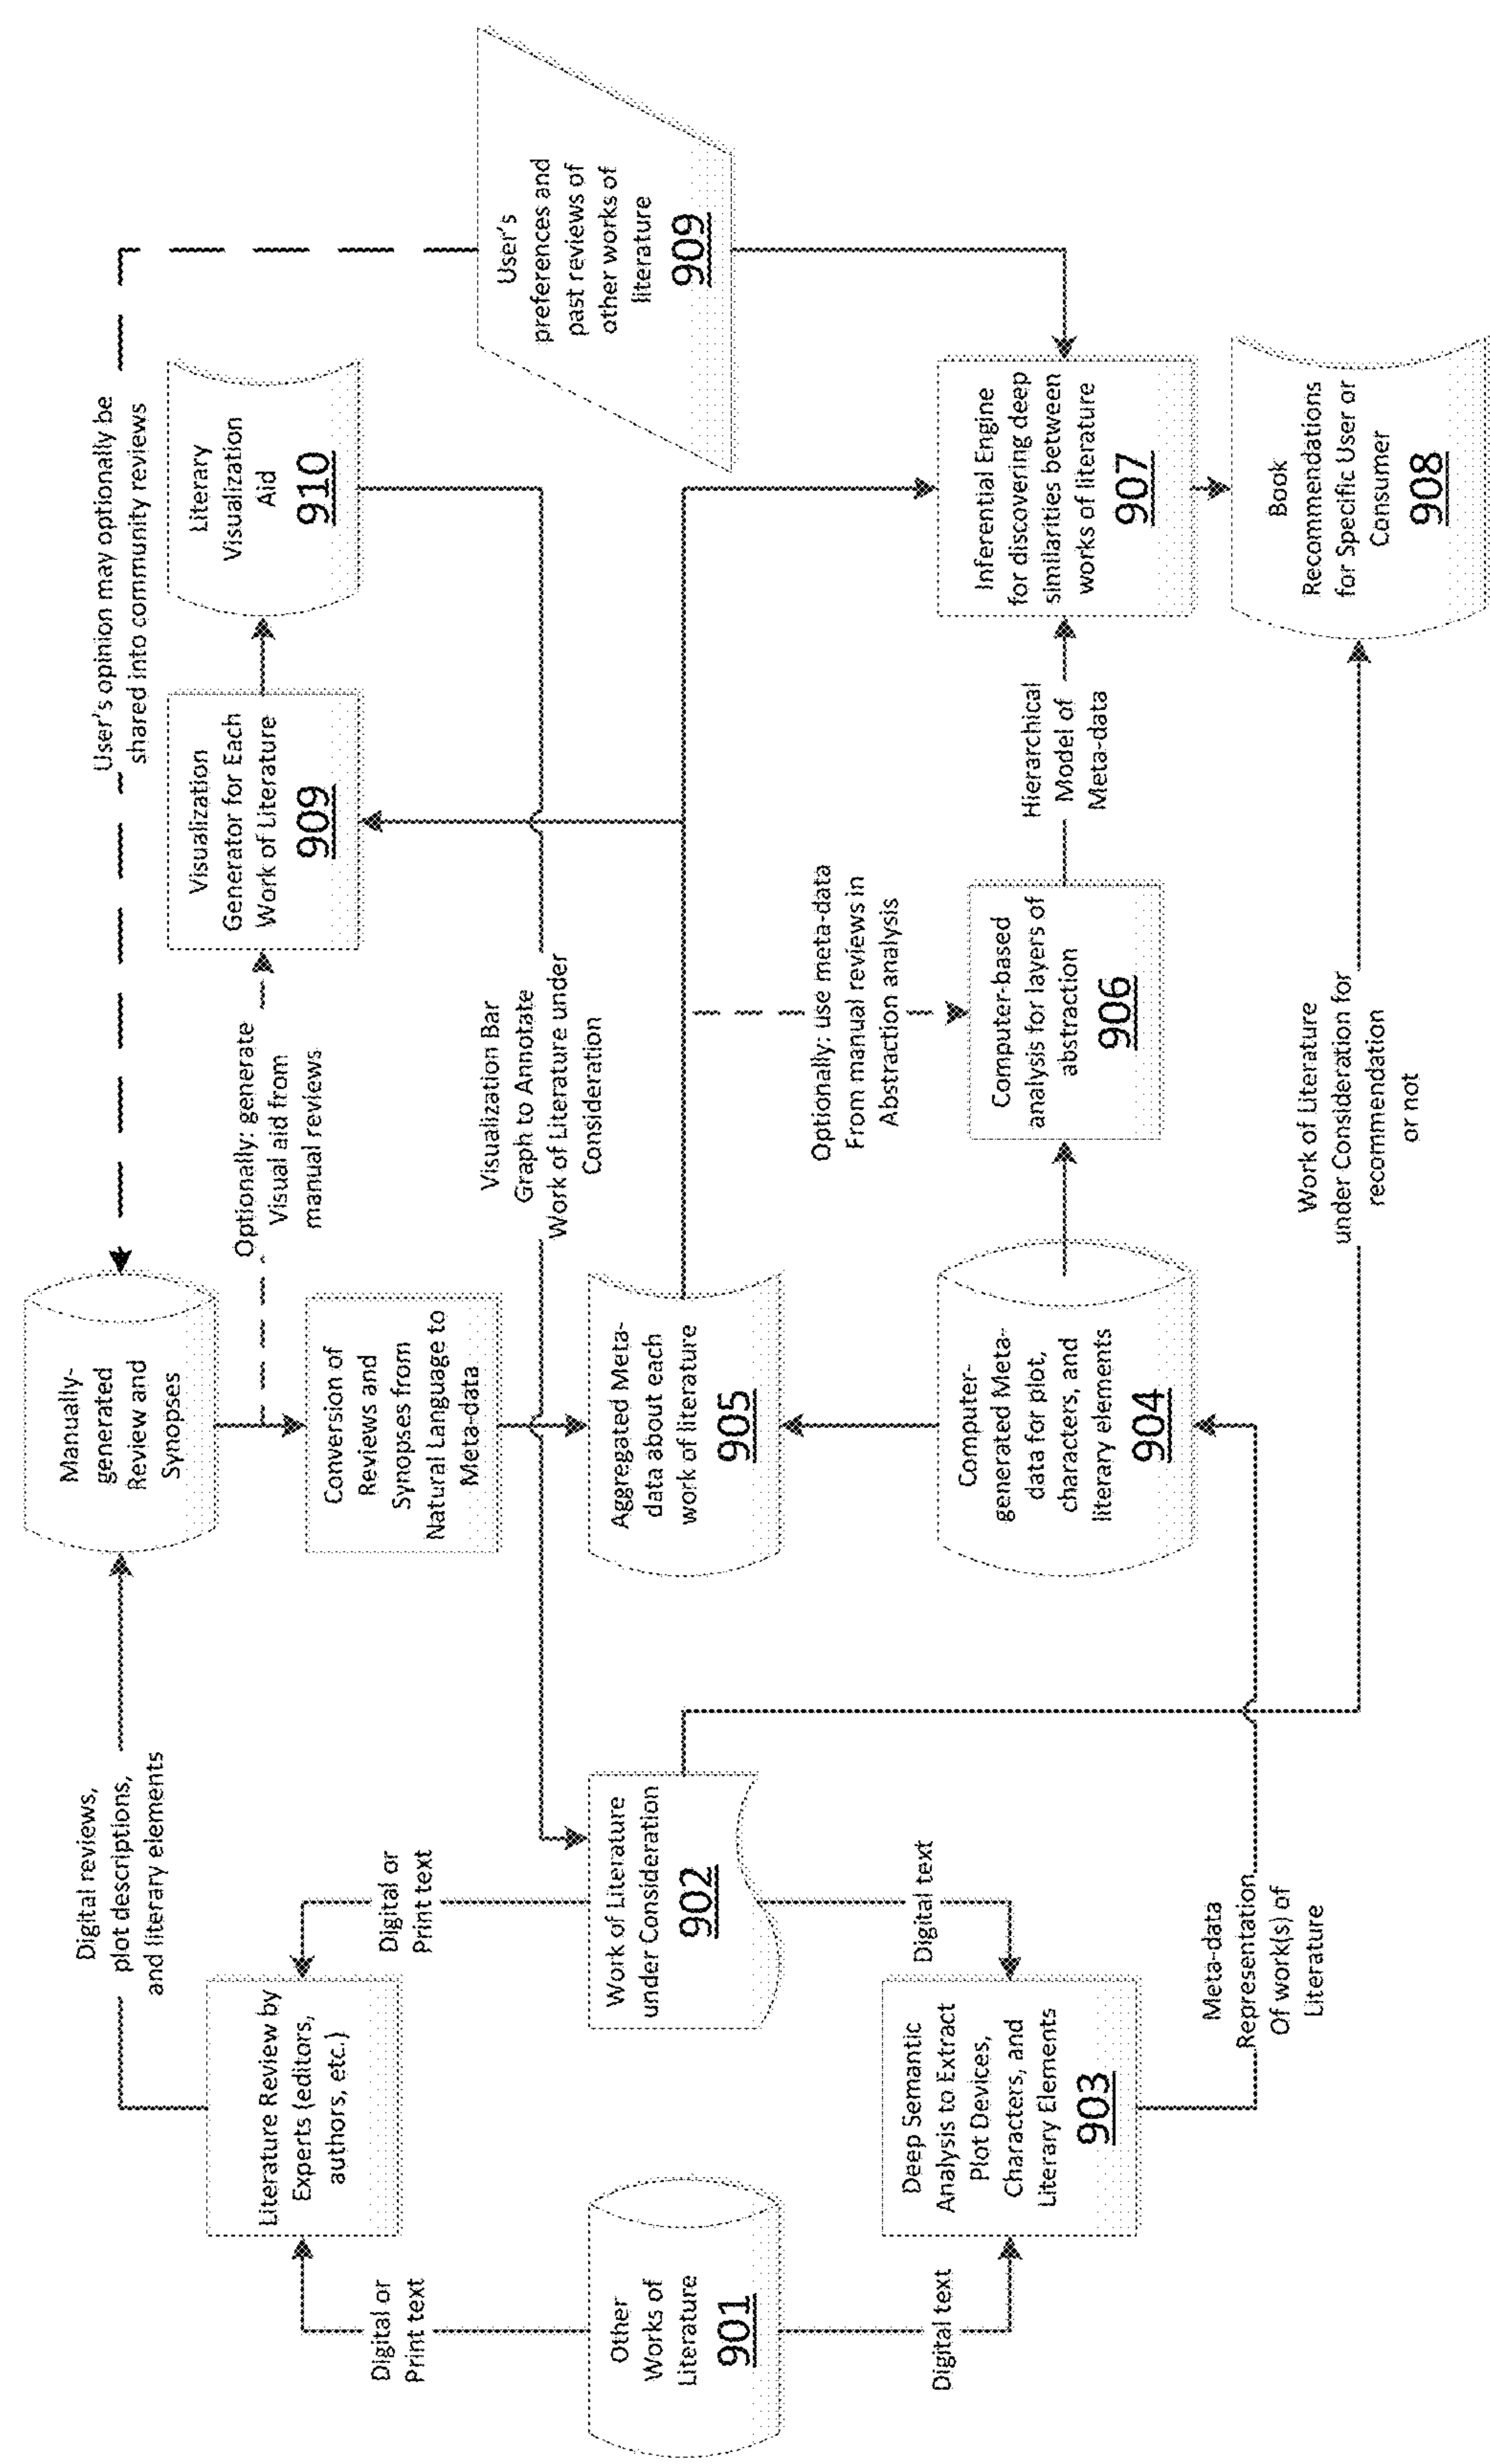 Other
Works of
Literature
901
Digital or
Print text
Digital text
Literature Review by
Experts (editors,
authors, etc.)
Digital reviews,
plot descriptions,
and literary elements
Digital or
Print text
Work of Literature
under Consideration
902
Digital text
Deep Semantic
Analysis to Extract
Plot Devices,
Characters, and
Literary Elements
903
Meta-data
Representation
Of work(s) of
Literature
Manually-
generated
Review and
Synopses
Conversion of
Reviews and
Synopses from
Natural Language to
Meta-data
Aggregated Meta-
data about each
work of literature
905
Computer-
generated Meta-
data for plot,
characters, and
literary elements
904
Optionally: generate
Visual aid from
manual reviews
Visualization Bar
Graph to Annotate
Work of Literature under
Consideration
Optionally: use meta-data
From manual reviews in
Abstraction analysis
Computer-based
analysis for layers of
abstraction
906
Work of Literature
under Consideration for
recommendation
or not
User's opinion may optionally be
shared into community reviews
Visualization
Generator for Each
Work of Literature
909
Literary
Visualization
Aid
910
Hierarchical
Model of
Meta-data
Inferential Engine
for discovering deep
similarities between
works of literature
907
Book
Recommendations
for Specific User or
Consumer
908
User's
preferences and
past reviews of
other works of
literature
909